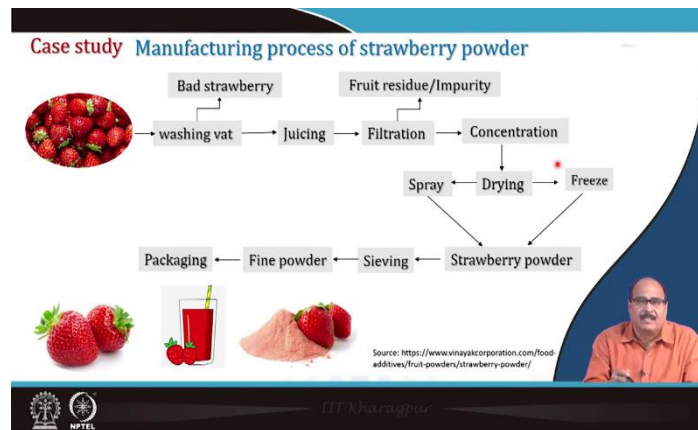 Case study Manufacturing process of strawberry powder
Bad strawberry
Fruit residue/Impurity
washing vat
Juicing
Filtration
Concentration
Spray
Drying
Freeze
Packaging
Fine powder
Sieving
Strawberry powder
Source: https://www.vinayakcorporation.com/food-
additives/fruit-powders/strawberry-powder/
IIT Kharagpur
NPTEL